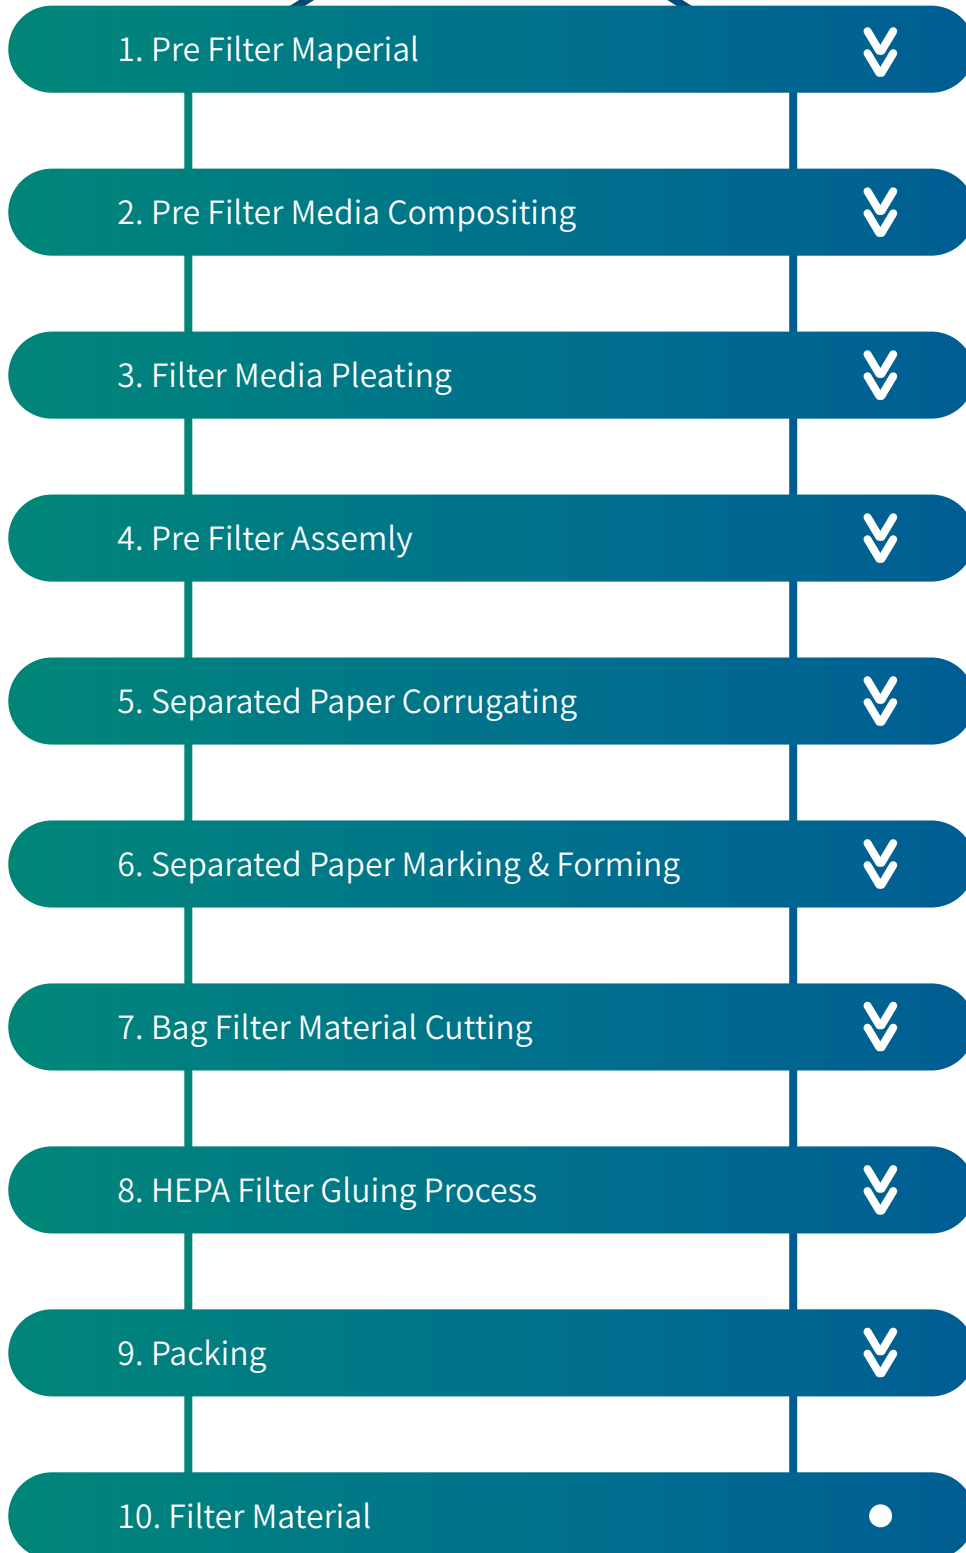 1. Pre Filter Maperial
2. Pre Filter Media Compositing
3. Filter Media Pleating
4. Pre Filter Assemly
5. Separated Paper Corrugating
6. Separated Paper Marking & Forming
7. Bag Filter Material Cutting
8. HEPA Filter Gluing Process
9. Packing
10. Filter Material